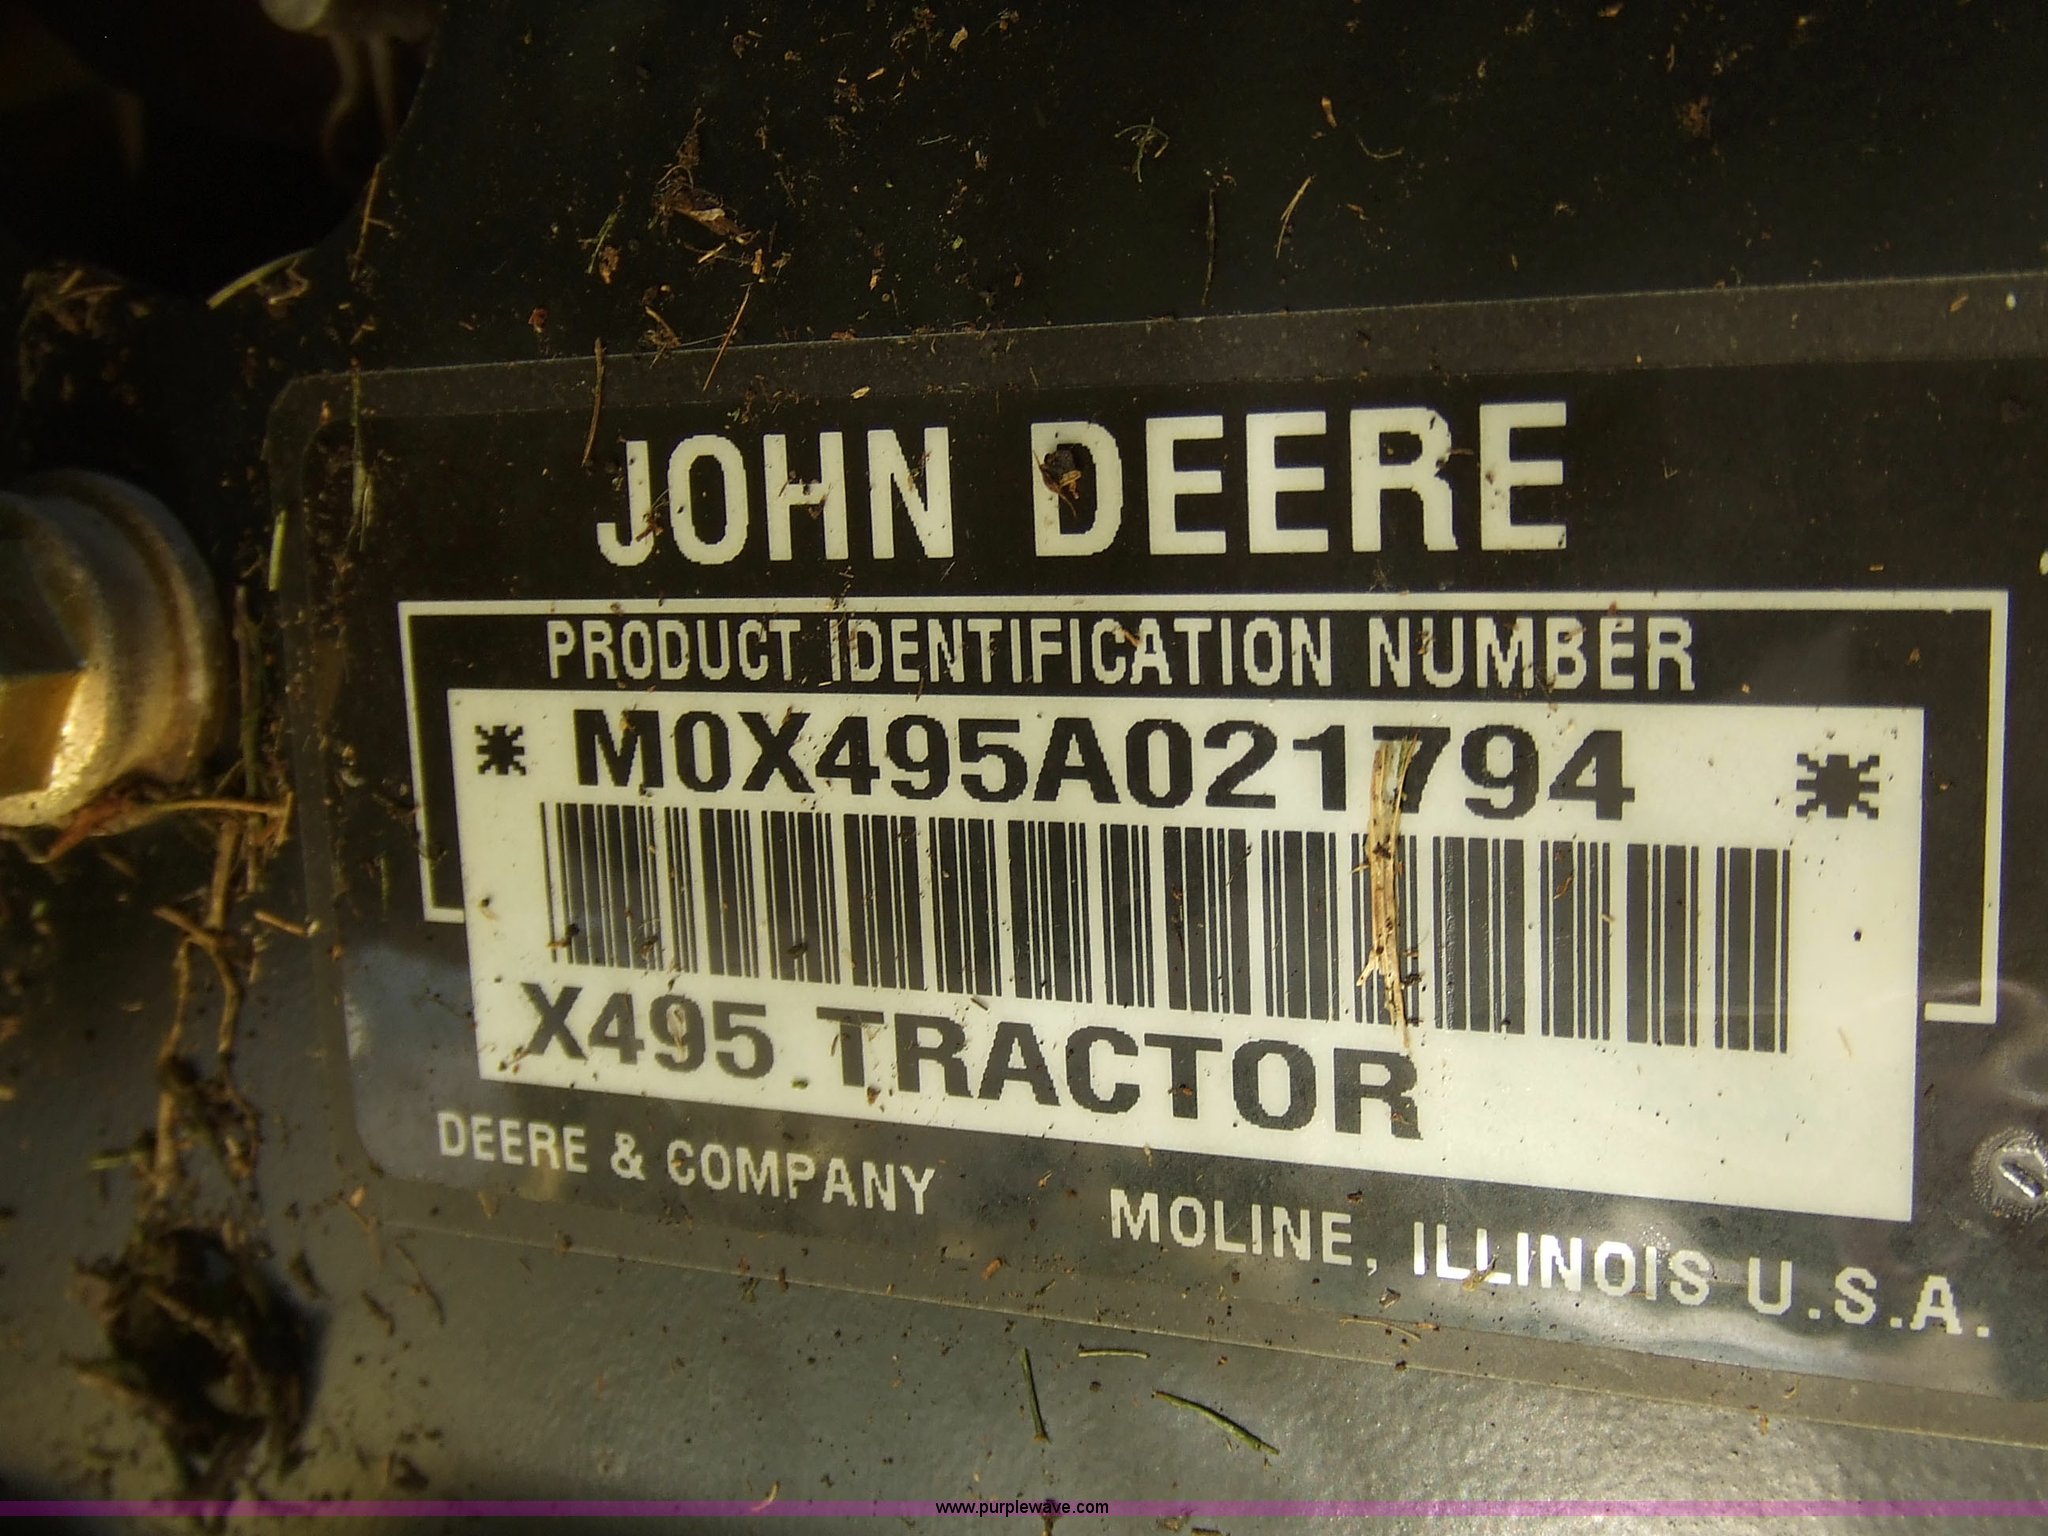 JOHN DEERE
PRODUCT IDENTIFICATION NUMBER
* M0X495A021794 *
X495 TRACTOR
DEERE & COMPANY MOLINE, ILLINOIS U.S.A.
www.purplewave.com